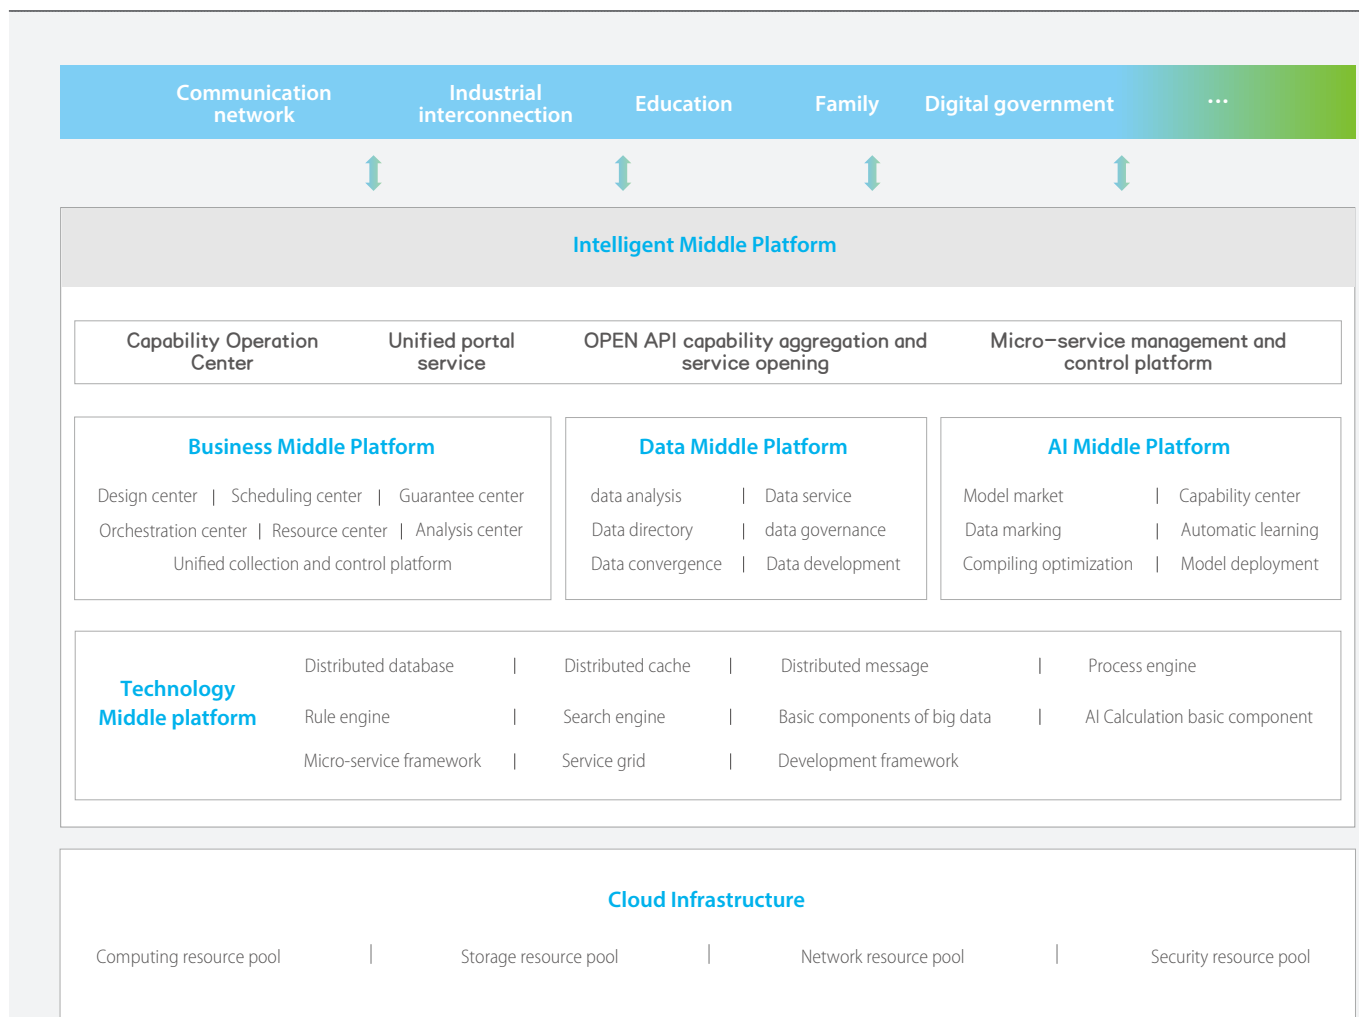 Communication network
Industrial interconnection
Education
Family
Digital government
...
Intelligent Middle Platform
Capability Operation Center
Unified portal service
OPEN API capability aggregation and service opening
Micro-service management and control platform
Business Middle Platform
Design center | Scheduling center | Guarantee center
Orchestration center | Resource center | Analysis center
Unified collection and control platform
Data Middle Platform
data analysis | Data service
Data directory | data governance
Data convergence | Data development
AI Middle Platform
Model market | Capability center
Data marking | Automatic learning
Compiling optimization | Model deployment
Technology
Middle platform
Distributed database | Distributed cache | Distributed message | Process engine
Rule engine | Search engine | Basic components of big data | AI Calculation basic component
Micro-service framework | Service grid | Development framework
Cloud Infrastructure
Computing resource pool | Storage resource pool | Network resource pool | Security resource pool